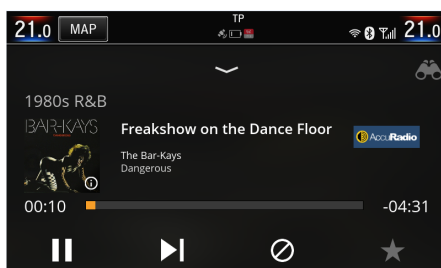 21.0 MAP TP 21.0
1980s R&B
BAR-KAYS
Freakshow on the Dance Floor
AccuRadio
The Bar-Kays
Dangerous
00:10 -04:31